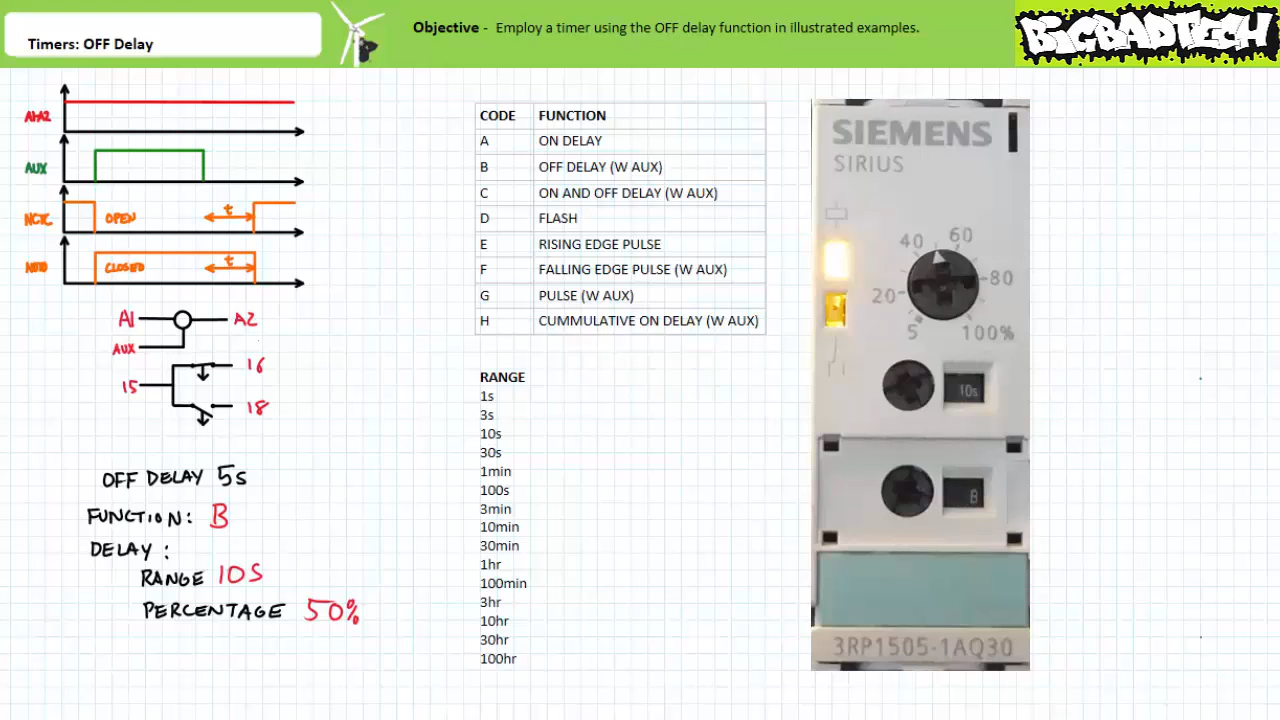 Timers: OFF Delay
Objective - Employ a timer using the OFF delay function in illustrated examples.
BIGBADTECH
A1-A2
AUX
NCTC
OPEN
t
CLOSED
t
A1
A2
AUX
15
16
18
OFF DELAY 5s
FUNCTION: B
DELAY:
RANGE 10S
PERCENTAGE 50%
CODE FUNCTION
A ON DELAY
B OFF DELAY (W AUX)
C ON AND OFF DELAY (W AUX)
D FLASH
E RISING EDGE PULSE
F FALLING EDGE PULSE (W AUX)
G PULSE (W AUX)
H CUMMULATIVE ON DELAY (W AUX)
RANGE
1s
3s
10s
30s
1min
100s
3min
10min
30min
1hr
100min
3hr
10hr
30hr
100hr
SIEMENS
SIRIUS
40 60
20 80
5 100%
10s
B
3RP1505-1AQ30